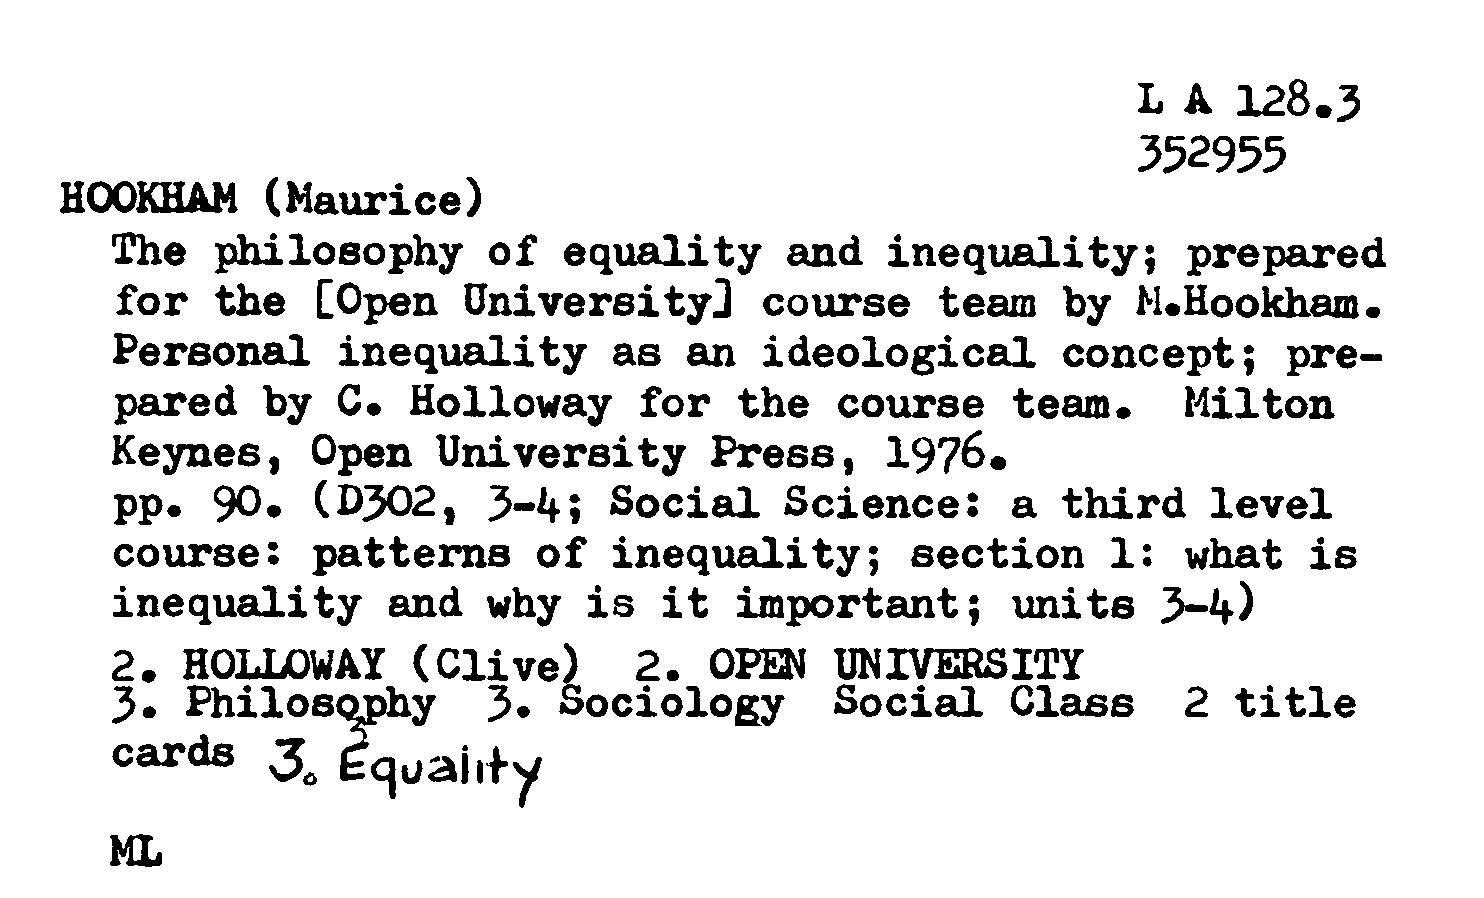 L A 128.3
352955
HOOKHAM (Maurice)
The philosophy of equality and inequality; prepared
for the [Open University] course team by M.Hookham.
Personal inequality as an ideological concept; pre-
pared by C. Holloway for the course team. Milton
Keynes, Open University Press, 1976.
pp. 90. (D302, 3-4; Social Science: a third level
course: patterns of inequality; section 1: what is
inequality and why is it important; units 3-4)
2. HOLLOWAY (Clive) 2. OPEN UNIVERSITY
3. Philosophy 3. Sociology Social Class 2 title
cards 3. Equality
ML